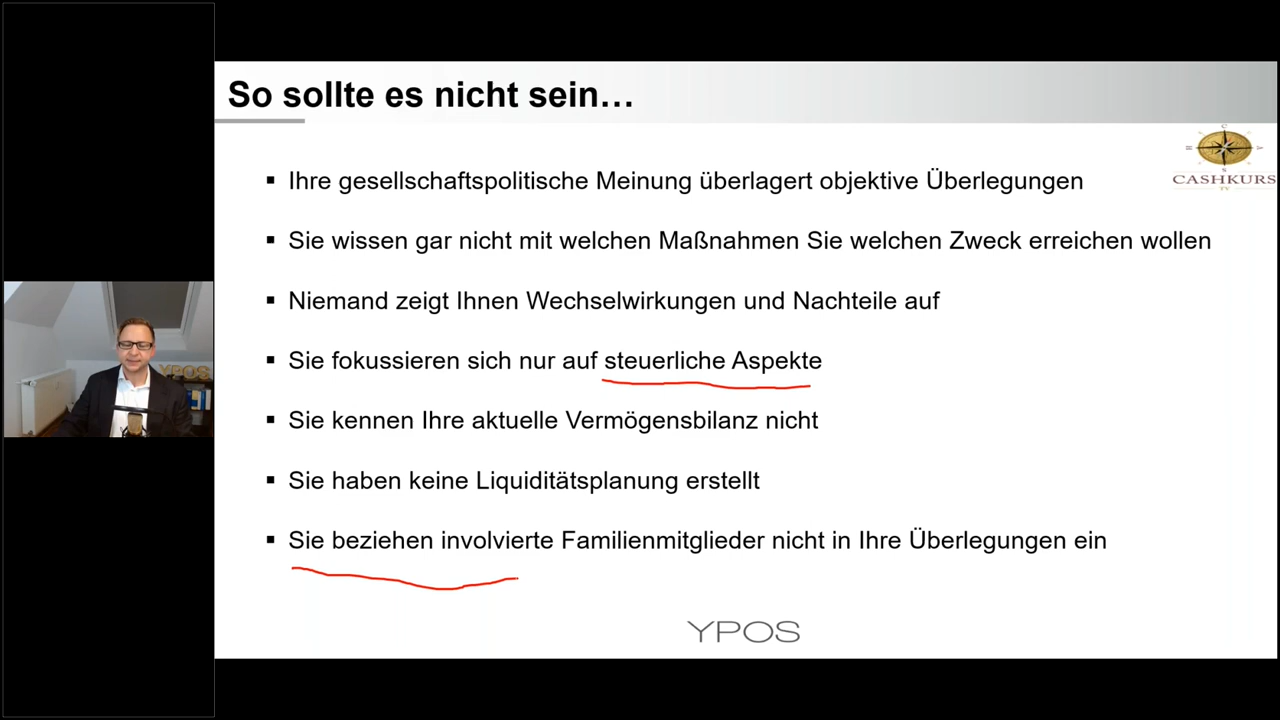 So sollte es nicht sein…
CASHKURS
▪ Ihre gesellschaftspolitische Meinung überlagert objektive Überlegungen
▪ Sie wissen gar nicht mit welchen Maßnahmen Sie welchen Zweck erreichen wollen
▪ Niemand zeigt Ihnen Wechselwirkungen und Nachteile auf
▪ Sie fokussieren sich nur auf steuerliche Aspekte
▪ Sie kennen Ihre aktuelle Vermögensbilanz nicht
▪ Sie haben keine Liquiditätsplanung erstellt
▪ Sie beziehen involvierte Familienmitglieder nicht in Ihre Überlegungen ein
YPOS
YPOS